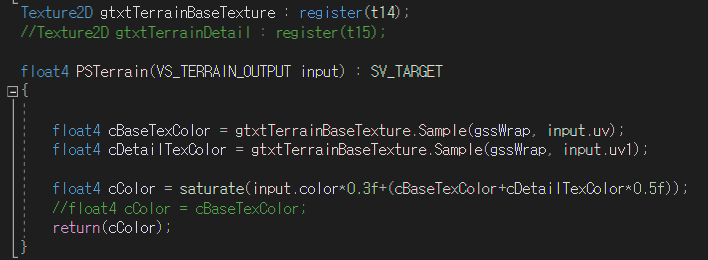 Texture2D gtxtTerrainBaseTexture : register(t14);
//Texture2D gtxtTerrainDetail : register(t15);
float4 PSTerrain(VS_TERRAIN_OUTPUT input) : SV_TARGET
{
float4 cBaseTexColor = gtxtTerrainBaseTexture.Sample(gssWrap, input.uv);
float4 cDetailTexColor = gtxtTerrainBaseTexture.Sample(gssWrap, input.uv1);
float4 cColor = saturate(input.color*0.3f+(cBaseTexColor+cDetailTexColor*0.5f));
//float4 cColor = cBaseTexColor;
return(cColor);
}